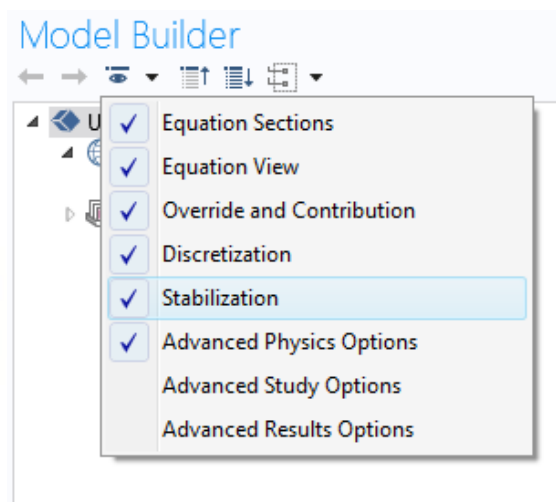 Model Builder
U
Equation Sections
Equation View
Override and Contribution
Discretization
Stabilization
Advanced Physics Options
Advanced Study Options
Advanced Results Options